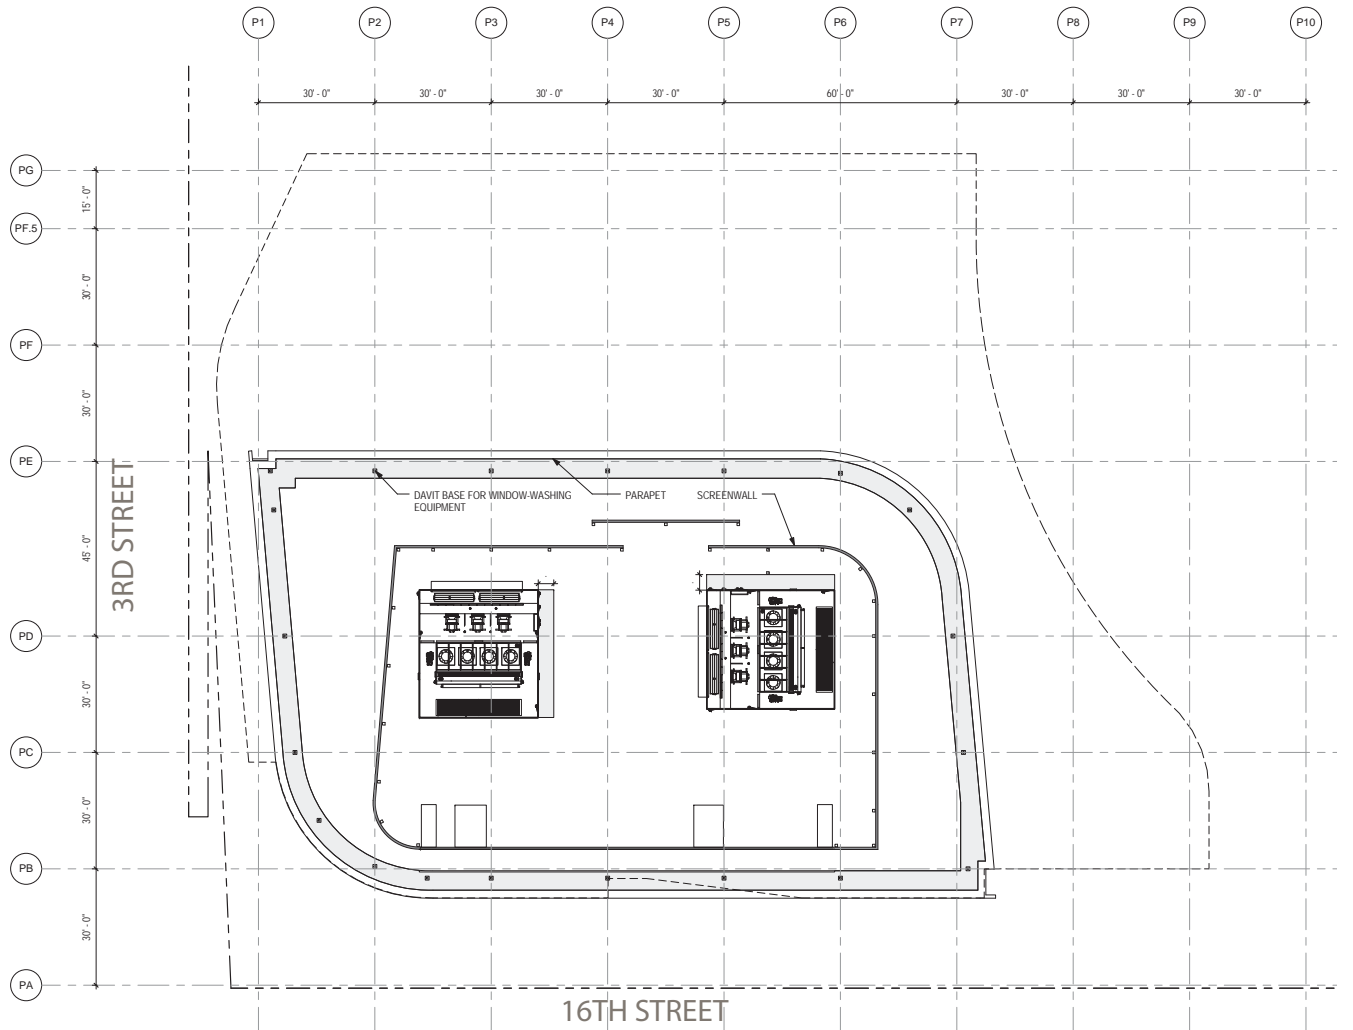 P1 P2 P3 P4 P5 P6 P7 P8 P9 P10
30' - 0" 30' - 0" 30' - 0" 30' - 0" 60' - 0" 30' - 0" 30' - 0" 30' - 0"
PG
15' - 0"
PF.5
30' - 0"
PF
30' - 0"
PE
DAVIT BASE FOR WINDOW-WASHING
EQUIPMENT
PARAPET
SCREENWALL
45' - 0"
3RD STREET
PD
30' - 0"
PC
30' - 0"
PB
30' - 0"
PA
16TH STREET